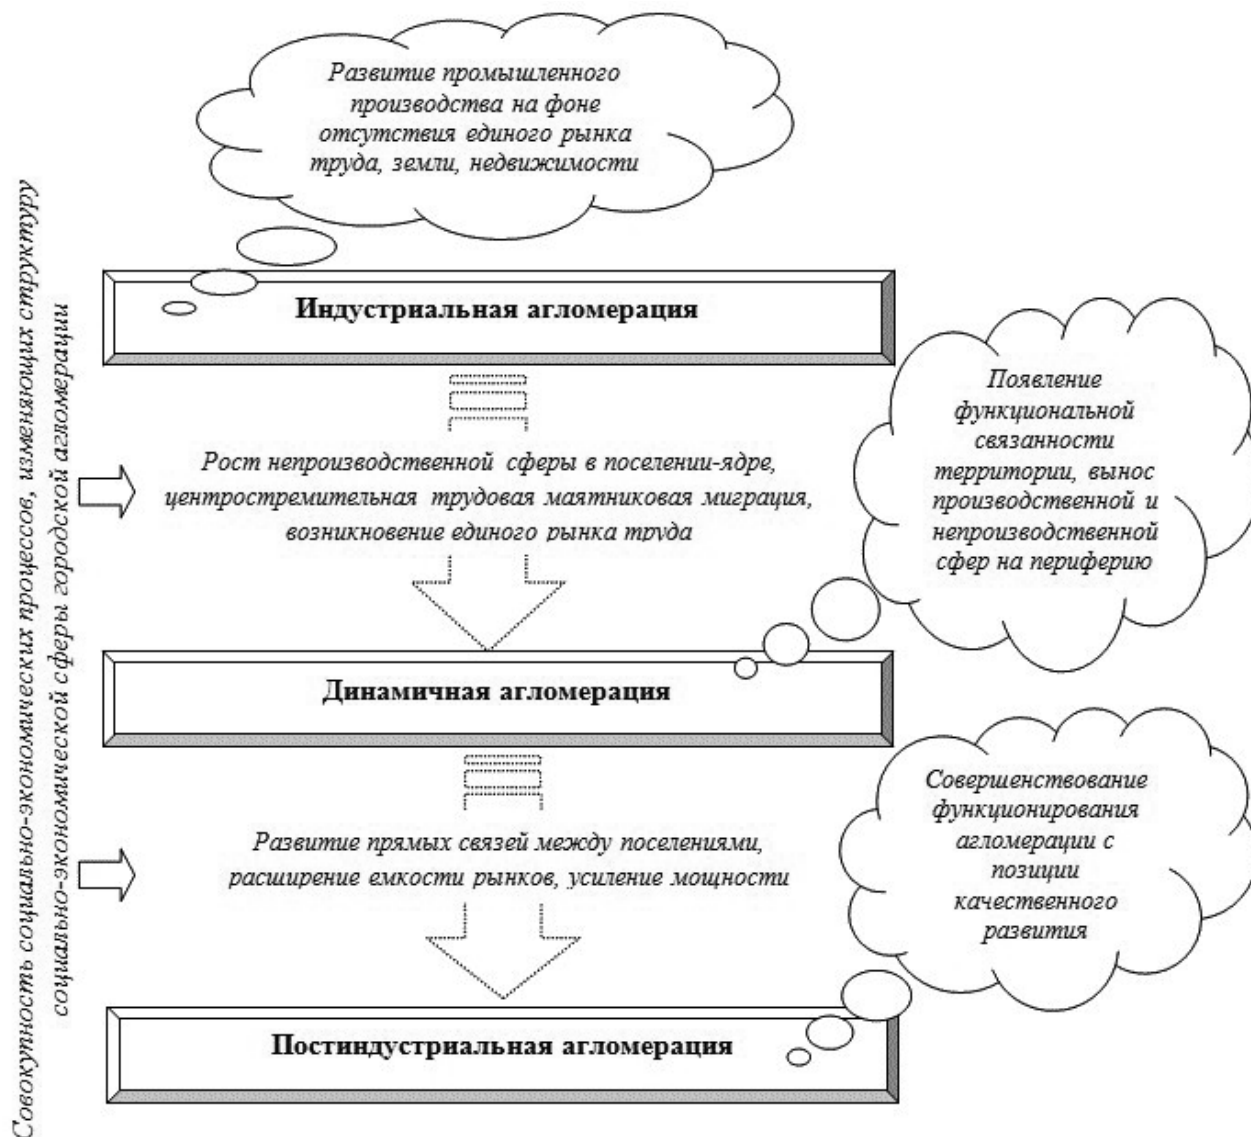 Развитие промышленного
производства на фоне
отсутствия единого рынка
труда, земли, недвижимости
Совокупность социально-экономических процессов, изменяющих структуру
социально-экономической сферы городской агломерации
Индустриальная агломерация
Появление
функциональной
связанности
территории, вынос
производственной и
непроизводственной
сфер на периферию
Рост непроизводственной сферы в поселении-ядре,
центростремительная трудовая маятниковая миграция,
возникновение единого рынка труда
Динамичная агломерация
Совершенствование
функционирования
агломерации с
позиции
качественного
развития
Развитие прямых связей между поселениями,
расширение емкости рынков, усиление мощности
Постиндустриальная агломерация